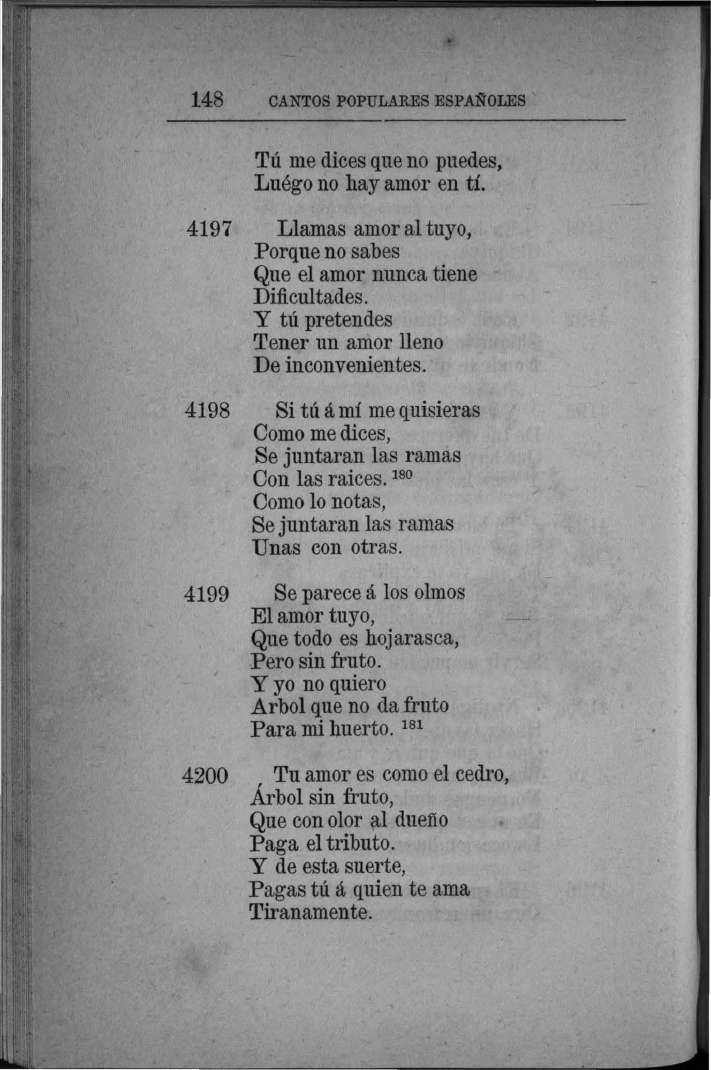 148 CANTOS POPULARES ESPAÑOLES
Tú me dices que no puedes,
Luégo no hay amor en tí.
4197 Llamas amor al tuyo,
Porque no sabes
Que el amor nunca tiene
Dificultades.
Y tú pretendes
Tener un amor lleno
De inconvenientes.
4198 Si tú á mí me quisieras
Como me dices,
Se juntaran las ramas
Con las raices. 180
Como lo notas,
Se juntaran las ramas
Unas con otras.
4199 Se parece á los olmos
El amor tuyo,
Que todo es hojarasca,
Pero sin fruto.
Y yo no quiero
Arbol que no da fruto
Para mi huerto. 181
4200 Tu amor es como el cedro,
Árbol sin fruto,
Que con olor al dueño
Paga el tributo.
Y de esta suerte,
Pagas tú á quien te ama
Tiranamente.